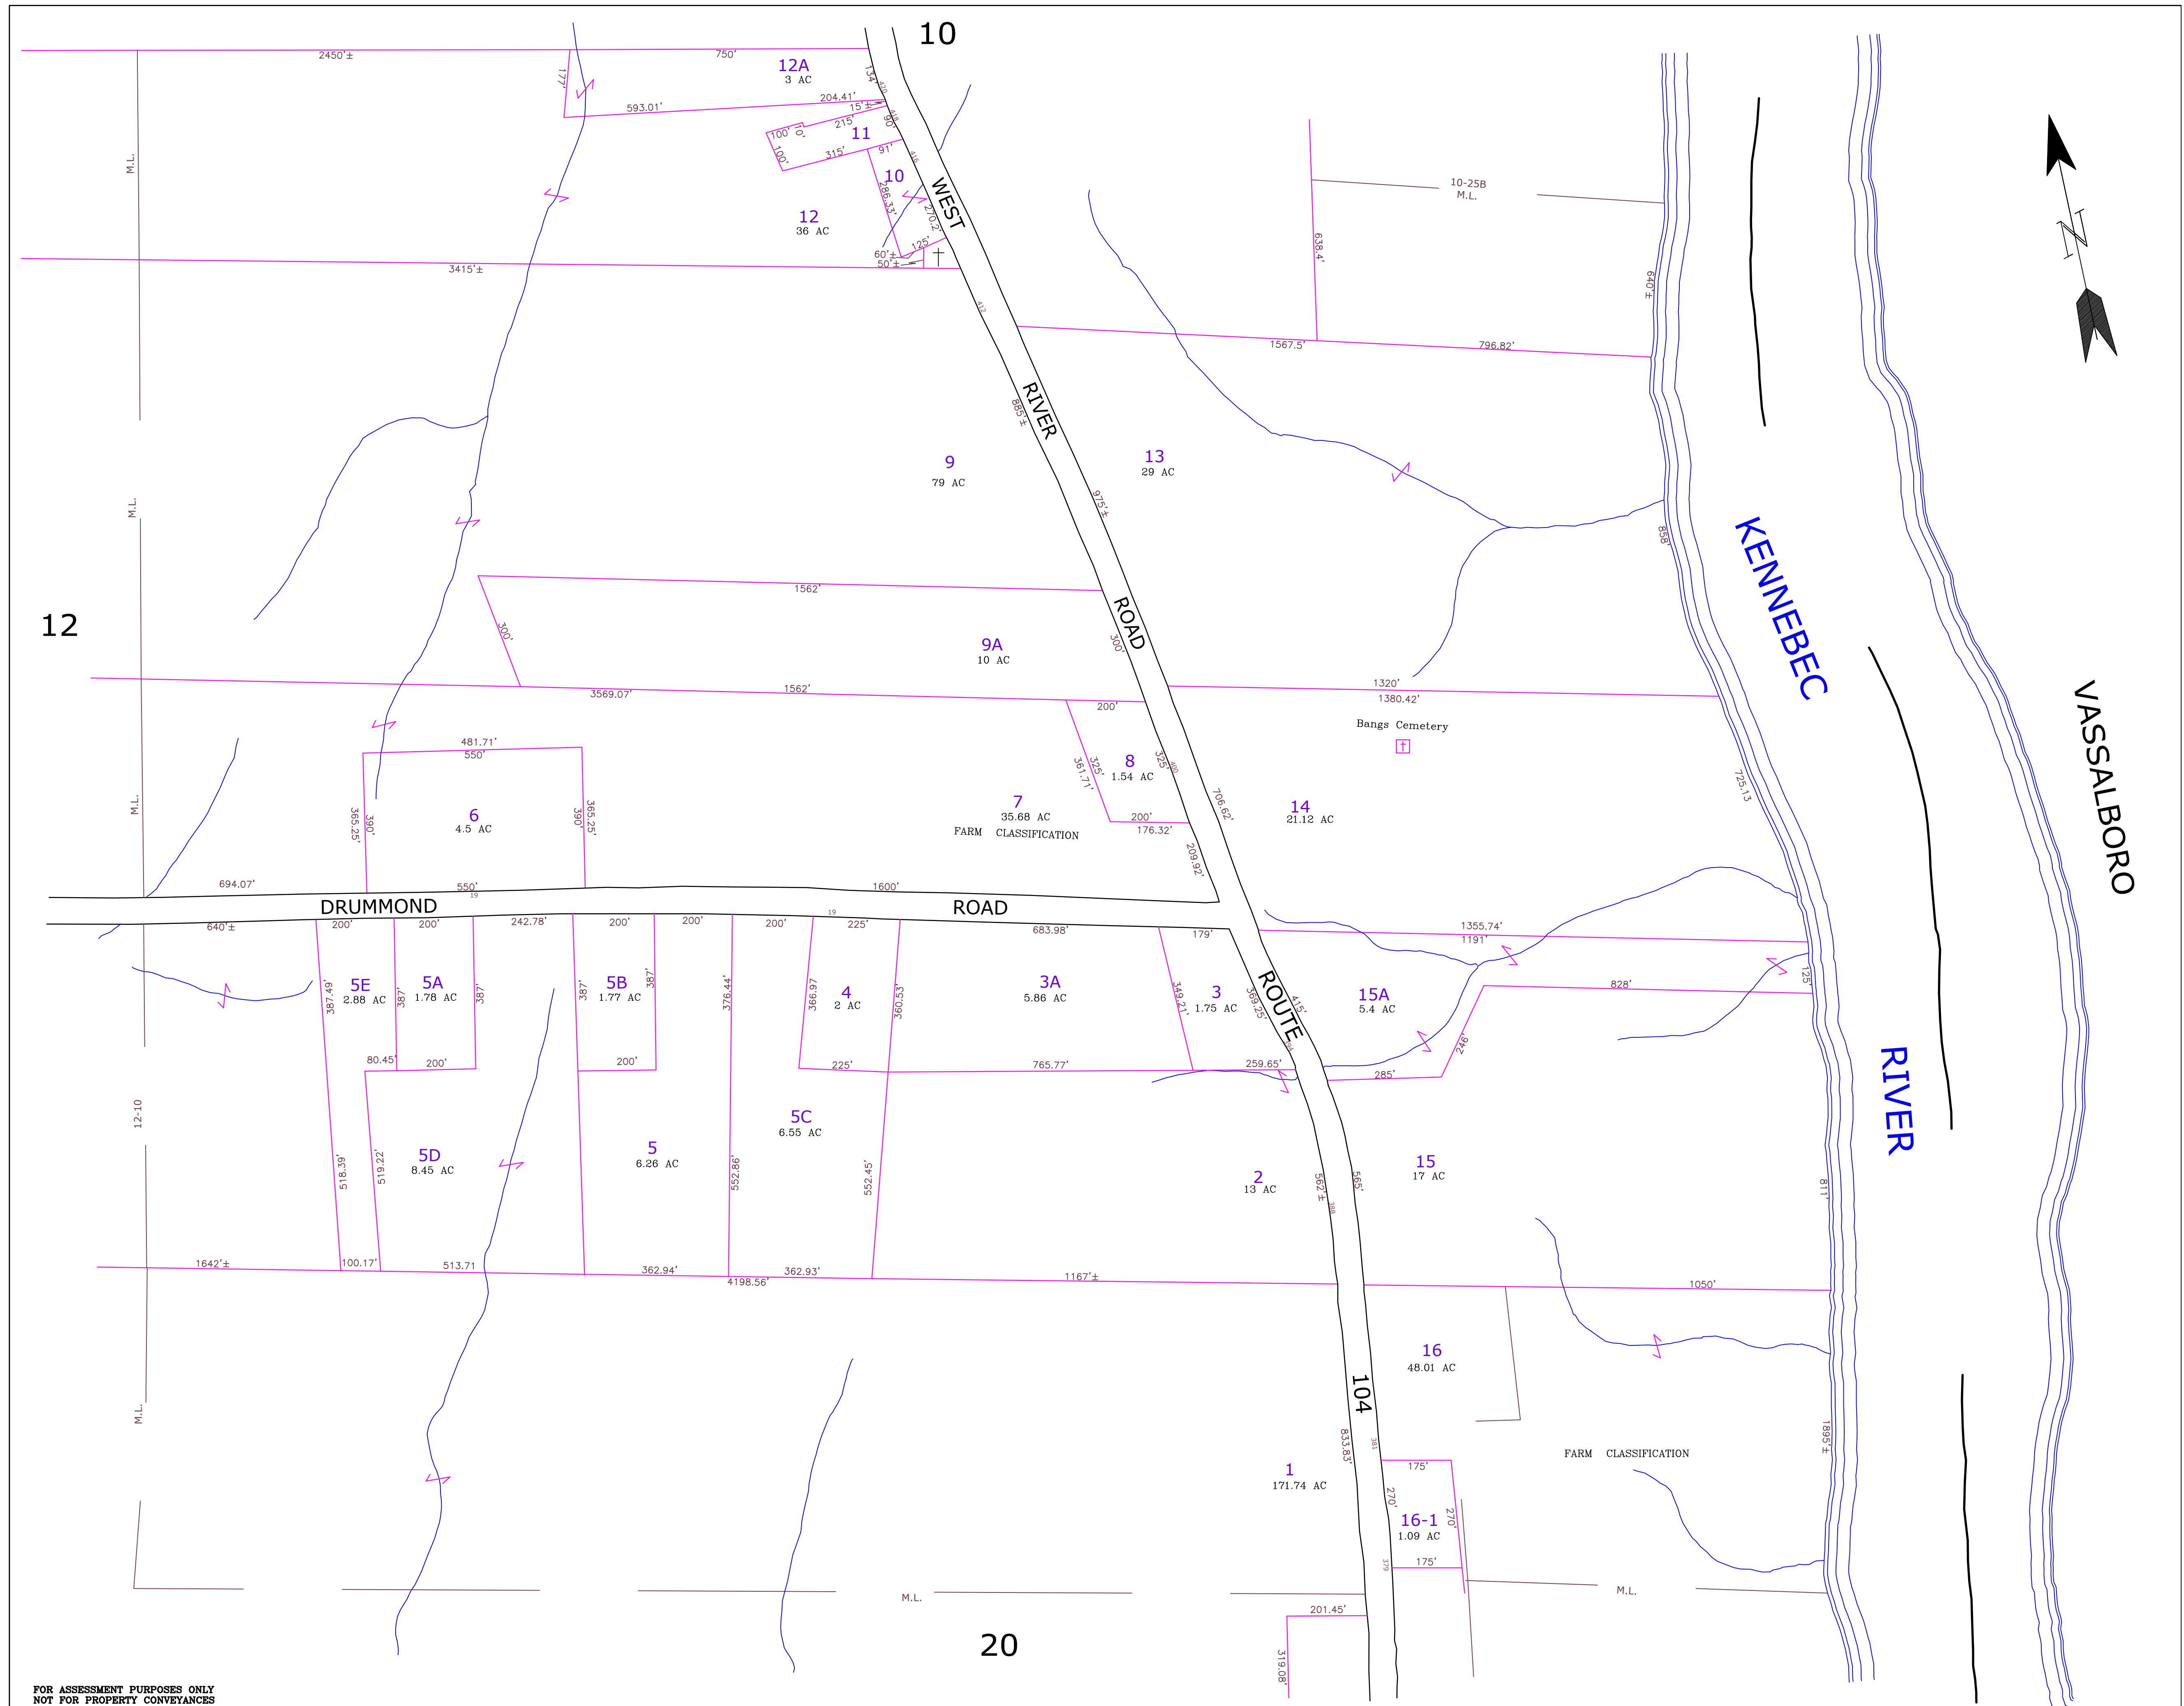 10
2450'±
750'
12A
3 AC
177'
134'
420
593.01'
204.41'
15'±
418
90'
100'
10'
215'
11
100'
315'
91'
416
M.L.
10
286.33'
WEST
270.2'
12
36 AC
125'
60'±
50'±
3415'±
412
10-25B
M.L.
638.4'
640'±
1567.5'
796.82'
RIVER
885'±
9
79 AC
13
29 AC
975'±
M.L.
858'
KENNEBEC
1562'
12
300'
9A
10 AC
ROAD
300'
3569.07'
1562'
200'
1320'
1380.42'
Bangs Cemetery
VASSALBORO
481.71'
550'
8
1.54 AC
325'
361.71'
325'
400
725.13
M.L.
365.25'
390'
6
4.5 AC
390'
365.25'
7
35.68 AC
FARM CLASSIFICATION
200'
176.32'
706.62'
14
21.12 AC
209.92'
694.07'
550'
19
1600'
DRUMMOND
ROAD
19
640'±
200'
200'
242.78'
200'
200'
200'
225'
683.98'
179'
1355.74'
1191'
5E
2.88 AC
387.49'
387'
5A
1.78 AC
387'
387'
5B
1.77 AC
387'
376.44'
366.97
4
2 AC
360.53'
3A
5.86 AC
349.21'
3
1.75 AC
369.25'
ROUTE
415'
394
15A
5.4 AC
828'
125'
246'
80.45'
200'
200'
225'
765.77'
259.65'
285'
RIVER
12-10
518.39'
519.22'
5D
8.45 AC
5
6.26 AC
552.86'
5C
6.55 AC
552.45'
2
13 AC
562'±
388
565'
15
17 AC
811'
1642'±
100.17'
513.71
362.94'
4198.56'
362.93'
1167'±
1050'
16
48.01 AC
104
M.L.
833.83'
383
FARM CLASSIFICATION
1895'±
1
171.74 AC
175'
270'
270'
16-1
1.09 AC
379
175'
M.L.
M.L.
201.45'
319.08'
20
FOR ASSESSMENT PURPOSES ONLY
NOT FOR PROPERTY CONVEYANCES